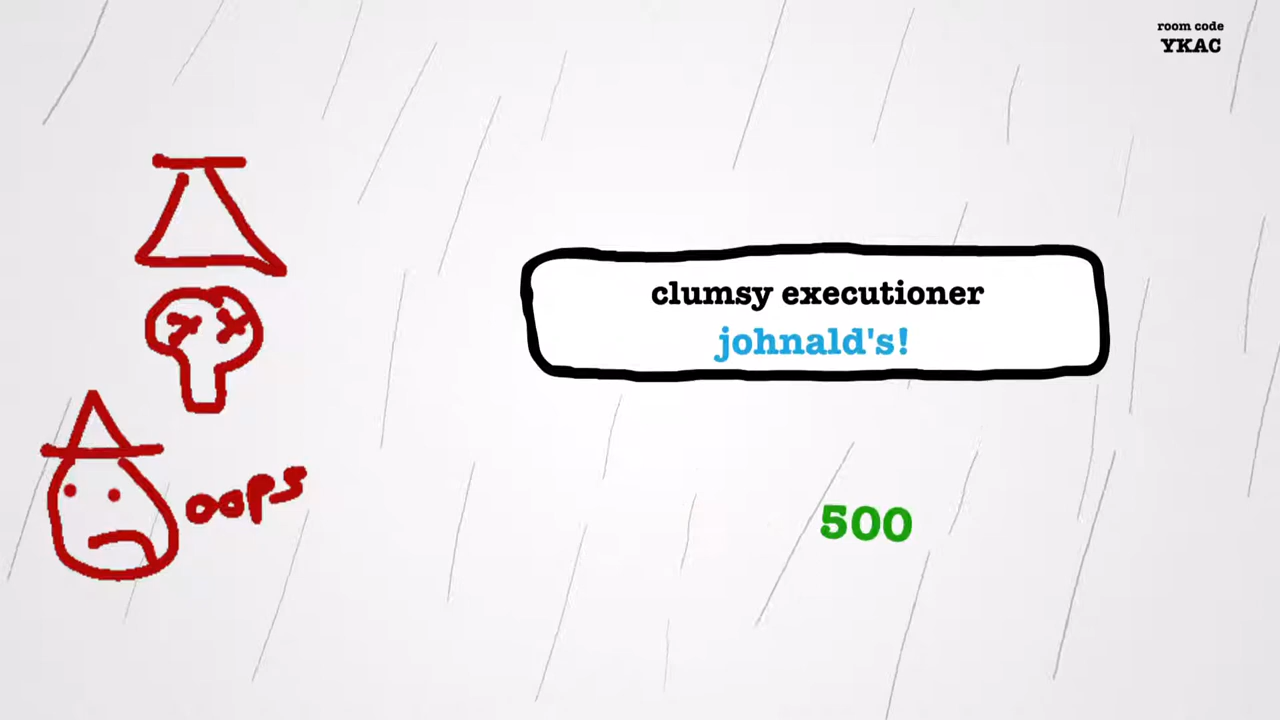 room code
YKAC
clumsy executioner
johnald's!
oops
500